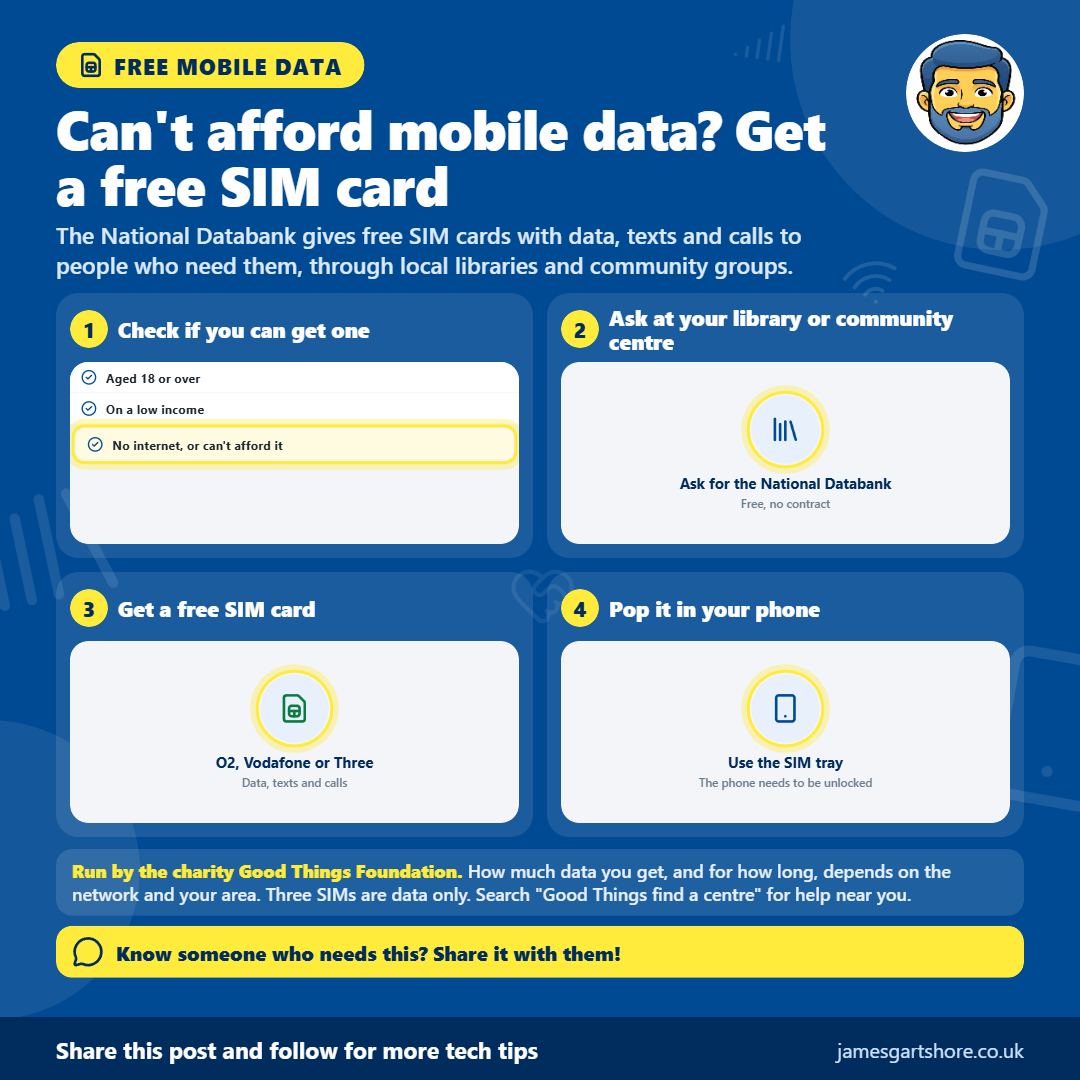 FREE MOBILE DATA
Can't afford mobile data? Get
a free SIM card
The National Databank gives free SIM cards with data, texts and calls to
people who need them, through local libraries and community groups.
1
Check if you can get one
Aged 18 or over
On a low income
No internet, or can't afford it
2
Ask at your library or community
centre
Ask for the National Databank
Free, no contract
3
Get a free SIM card
O2, Vodafone or Three
Data, texts and calls
4
Pop it in your phone
Use the SIM tray
The phone needs to be unlocked
Run by the charity Good Things Foundation. How much data you get, and for how long, depends on the
network and your area. Three SIMs are data only. Search "Good Things find a centre" for help near you.
Know someone who needs this? Share it with them!
Share this post and follow for more tech tips
jamesgartshore.co.uk